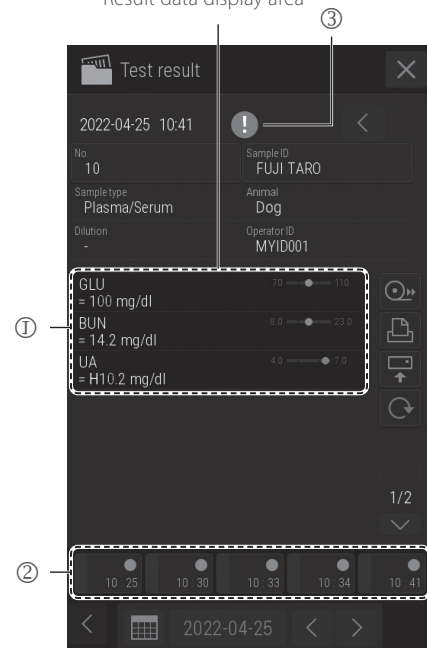 Result data display area
③
Test result
2022-04-25 10:41
!
No
10
Sample ID
FUJI TARO
Sample type
Plasma/Serum
Animal
Dog
Dilution
-
Operator ID
MYID001
GLU
70 110
= 100 mg/dl
①
BUN
8.0 23.0
= 14.2 mg/dl
UA
4.0 7.0
= H10.2 mg/dl
1/2
②
10 : 25 10 : 30 10 : 33 10 : 34 10 : 41
2022-04-25